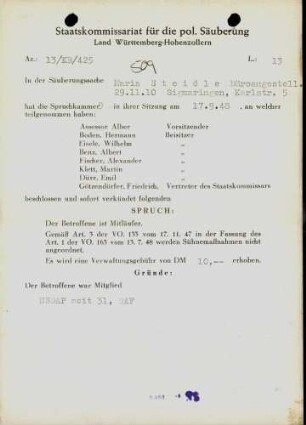 Staatskommissariat für die pol. Säuberung
Land Württemberg-Hohenzollern
Nr.: 13/KB/425
L.: 13
509
In der Säuberungssache Maria Stoidle Büroangestell.
29.11.10 Sigmaringen, Karlstr. 5
hat die Spruchkammer in ihrer Sitzung am 17.9.48, an welcher
teilgenommen haben:
Assessor Alber Vorsitzender
Boden, Hermann Beisitzer
Eisele, Wilhelm „
Benz, Albert „
Fischer, Alexander „
Klett, Martin „
Dürr, Emil „
Götzendörfer, Friedrich, Vertreter des Staatskommissars
beschlossen und sofort verkündet folgenden
SPRUCH:
Der Betroffene ist Mitläufer.
Gemäß Art. 3 der VO. 133 vom 17. 11. 47 in der Fassung des
Art. 1 der VO. 165 vom 13. 7. 48 werden Sühnemaßnahmen nicht
angeordnet.
Es wird eine Verwaltungsgebühr von DM 10,-- erhoben.
Gründe:
Der Betroffene war Mitglied
NSDAP seit 31, DAF